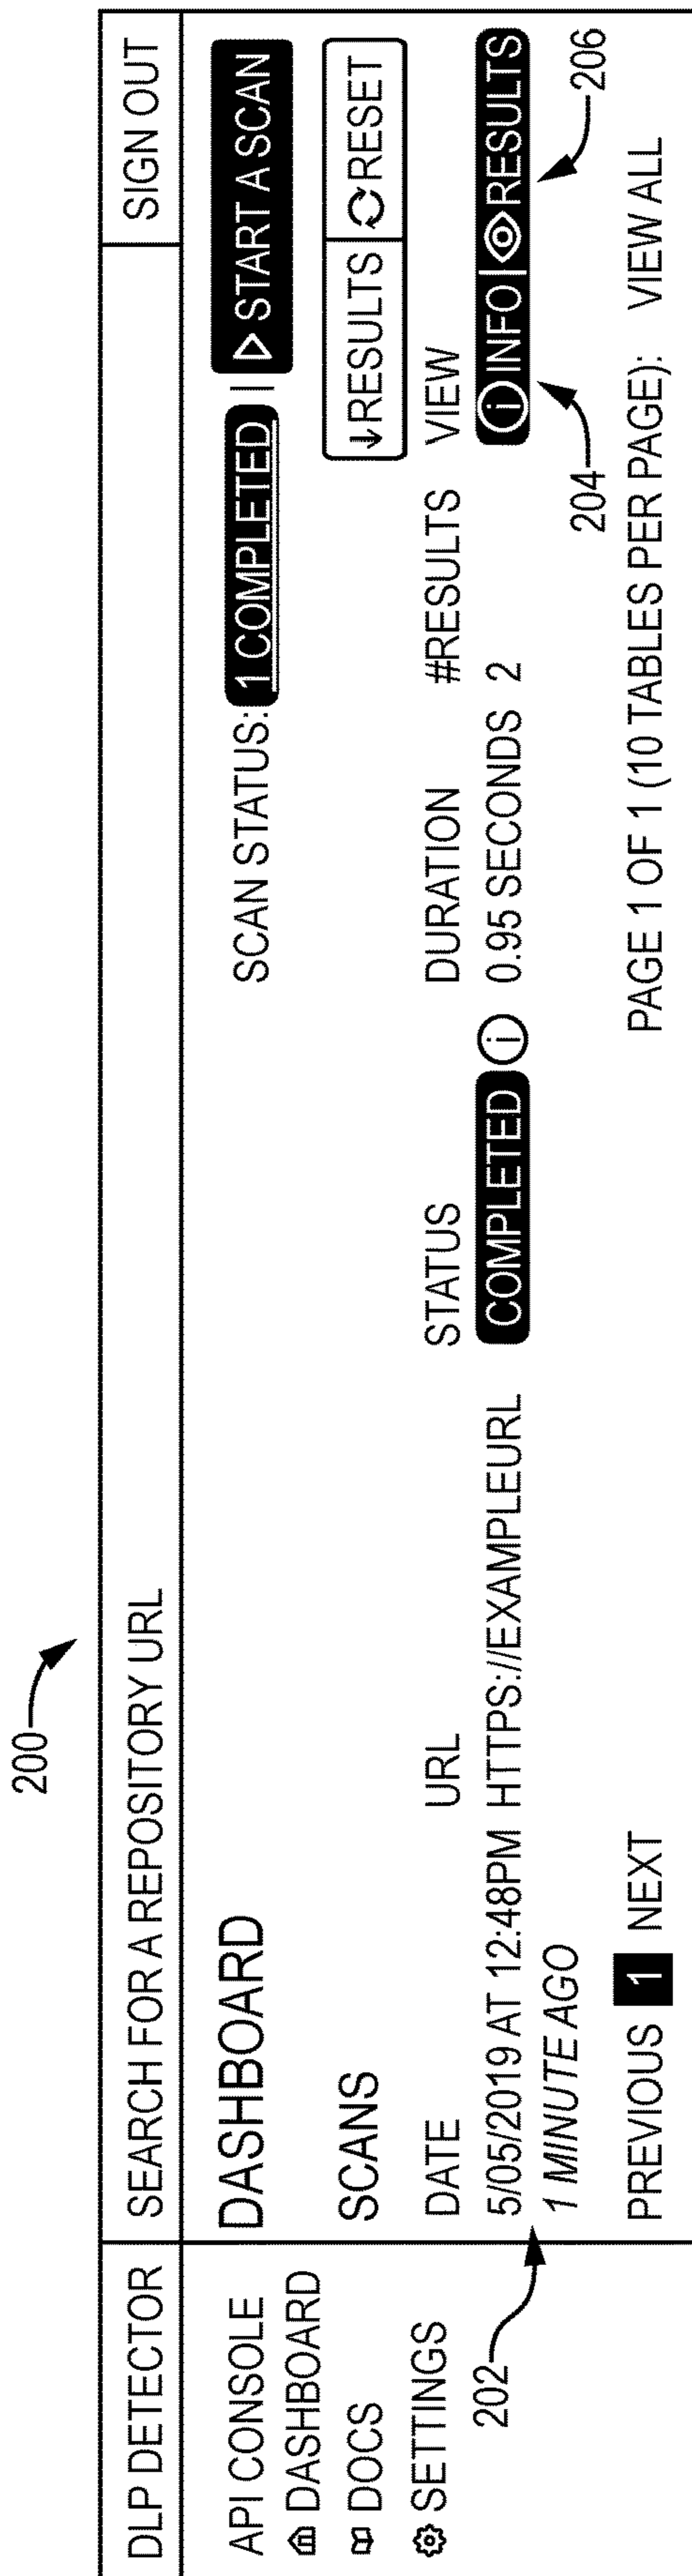 200
DLP DETECTOR
SEARCH FOR A REPOSITORY URL
SIGN OUT
API CONSOLE
DASHBOARD
DOCS
SETTINGS
DASHBOARD
SCAN STATUS: 1 COMPLETED | START A SCAN
SCANS
RESULTS RESET
DATE URL STATUS DURATION #RESULTS VIEW
5/05/2019 AT 12:48PM HTTPS://EXAMPLEURL COMPLETED i 0.95 SECONDS 2 i INFO | RESULTS
1 MINUTE AGO
202
204
206
PREVIOUS 1 NEXT
PAGE 1 OF 1 (10 TABLES PER PAGE): VIEW ALL